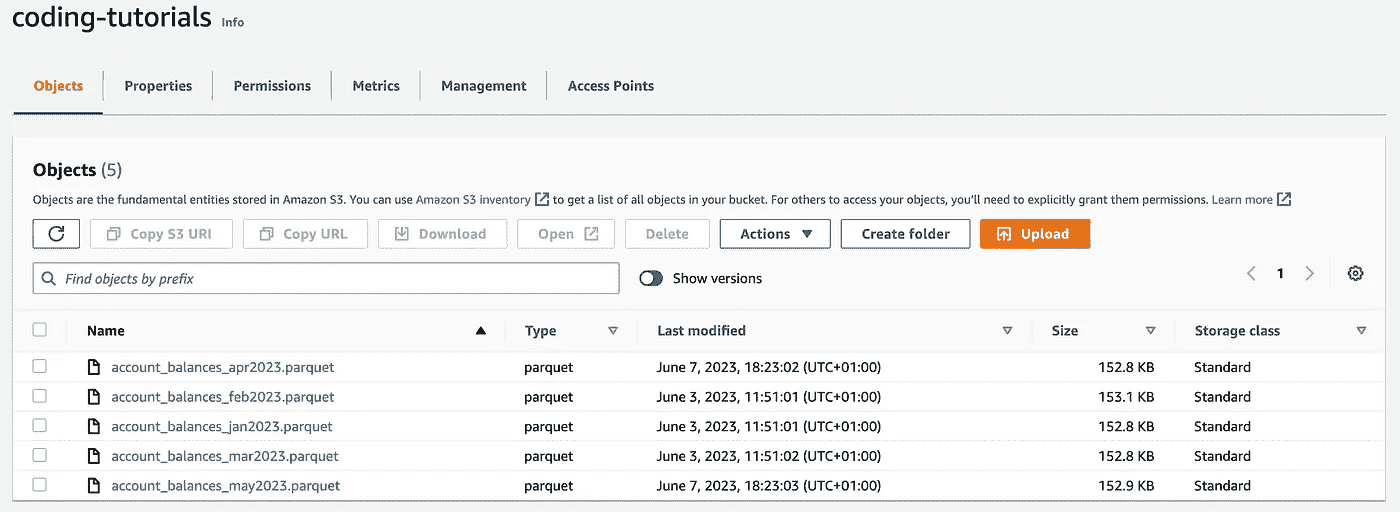 coding-tutorials Info
Objects Properties Permissions Metrics Management Access Points
Objects (5)
Objects are the fundamental entities stored in Amazon S3. You can use Amazon S3 inventory to get a list of all objects in your bucket. For others to access your objects, you'll need to explicitly grant them permissions. Learn more
Copy S3 URI Copy URL Download Open Delete Actions Create folder Upload
Find objects by prefix Show versions 1
Name Type Last modified Size Storage class
account_balances_apr2023.parquet parquet June 7, 2023, 18:23:02 (UTC+01:00) 152.8 KB Standard
account_balances_feb2023.parquet parquet June 3, 2023, 11:51:01 (UTC+01:00) 153.1 KB Standard
account_balances_jan2023.parquet parquet June 3, 2023, 11:51:01 (UTC+01:00) 152.8 KB Standard
account_balances_mar2023.parquet parquet June 3, 2023, 11:51:02 (UTC+01:00) 152.8 KB Standard
account_balances_may2023.parquet parquet June 7, 2023, 18:23:03 (UTC+01:00) 152.9 KB Standard